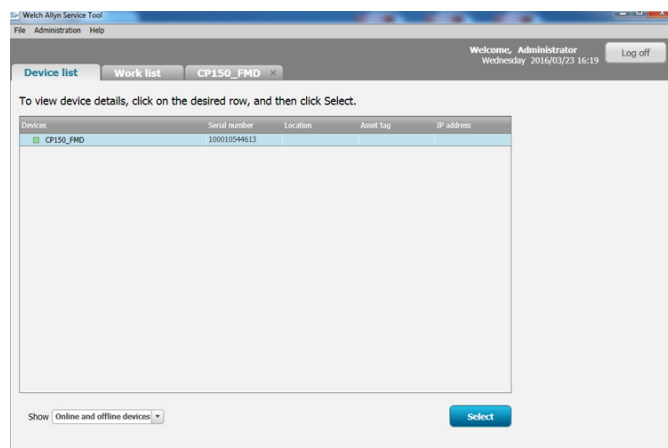 Welch Allyn Service Tool
File Administration Help
Welcome, Administrator
Wednesday 2016/03/23 16:19
Log off
Device list Work list CP150_FMD ×
To view device details, click on the desired row, and then click Select.
Devices Serial number Location Asset tag IP address
CP150_FMD 100010544613
Show Online and offline devices Select